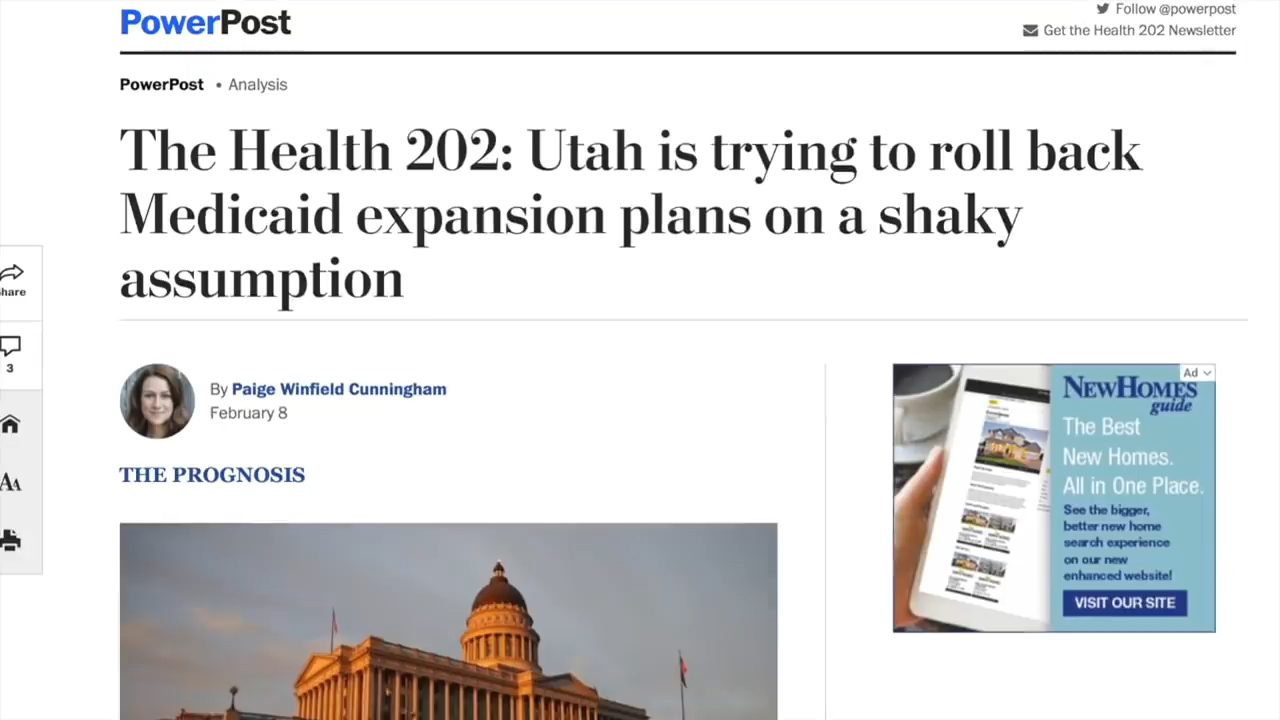 PowerPost
Follow @powerpost
Get the Health 202 Newsletter
PowerPost • Analysis
The Health 202: Utah is trying to roll back
Medicaid expansion plans on a shaky
assumption
hare
3
AA
By Paige Winfield Cunningham
February 8
THE PROGNOSIS
Ad
NEWHOMES
guide
The Best
New Homes.
All in One Place.
See the bigger,
better new home
search experience
on our new
enhanced website!
VISIT OUR SITE